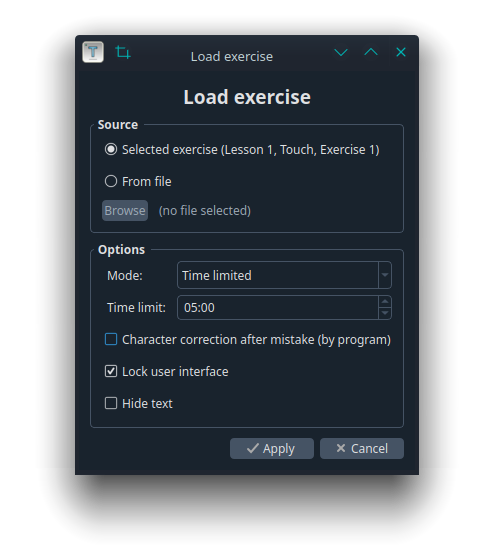 Load exercise
Load exercise
Source
Selected exercise (Lesson 1, Touch, Exercise 1)
From file
Browse (no file selected)
Options
Mode: Time limited
Time limit: 05:00
Character correction after mistake (by program)
Lock user interface
Hide text
Apply Cancel